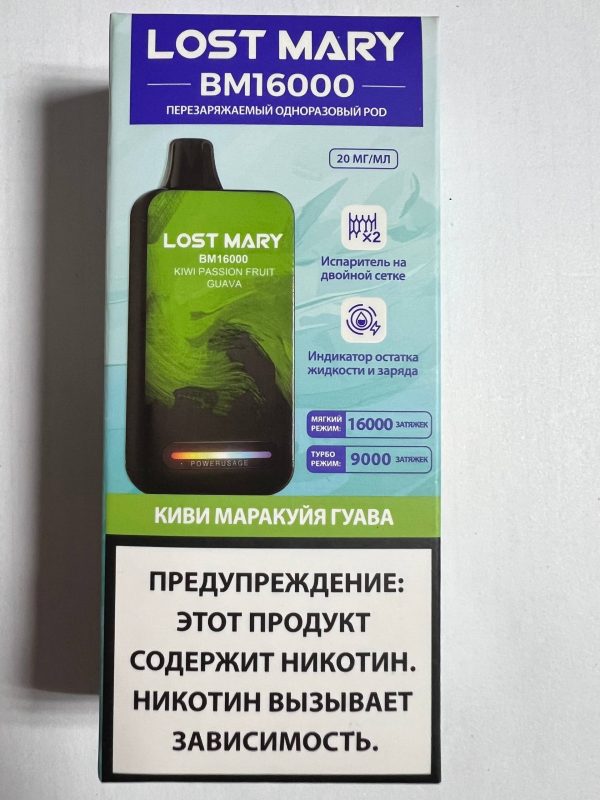 LOST MARY
BM16000
ПЕРЕЗАРЯЖАЕМЫЙ ОДНОРАЗОВЫЙ POD
20 МГ/МЛ
LOST MARY
BM16000
KIWI PASSION FRUIT
GUAVA
X2
Испаритель на
двойной сетке
Индикатор остатка
жидкости и заряда
МЯГКИЙ
РЕЖИМ: 16000 ЗАТЯЖЕК
ТУРБО
РЕЖИМ: 9000 ЗАТЯЖЕК
POWERUSAGE
КИВИ МАРАКУЙЯ ГУАВА
ПРЕДУПРЕЖДЕНИЕ:
ЭТОТ ПРОДУКТ
СОДЕРЖИТ НИКОТИН.
НИКОТИН ВЫЗЫВАЕТ
ЗАВИСИМОСТЬ.